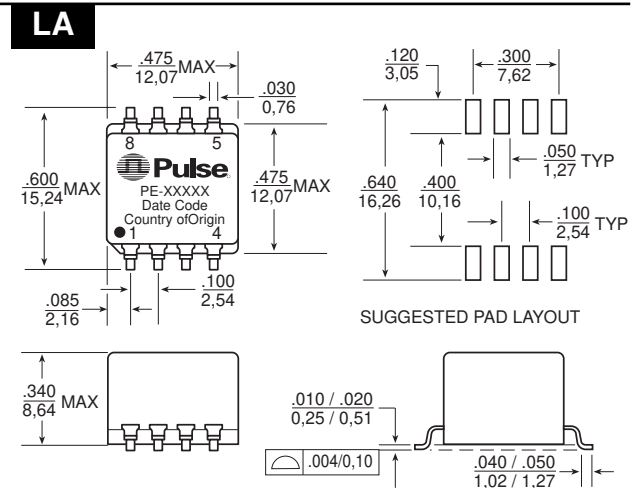 LA
.475
12,07 MAX
.030
0,76
8 5
Pulse
PE-XXXXX
Date Code
Country ofOrigin
1 4
.600
15,24 MAX
.475
12,07 MAX
.100
2,54
.085
2,16
.120
3,05
.300
7,62
.050
1,27 TYP
.640
16,26
.400
10,16
.100
2,54 TYP
SUGGESTED PAD LAYOUT
.340
8,64 MAX
.010 / .020
0,25 / 0,51
.004/0,10
.040 / .050
1,02 / 1,27